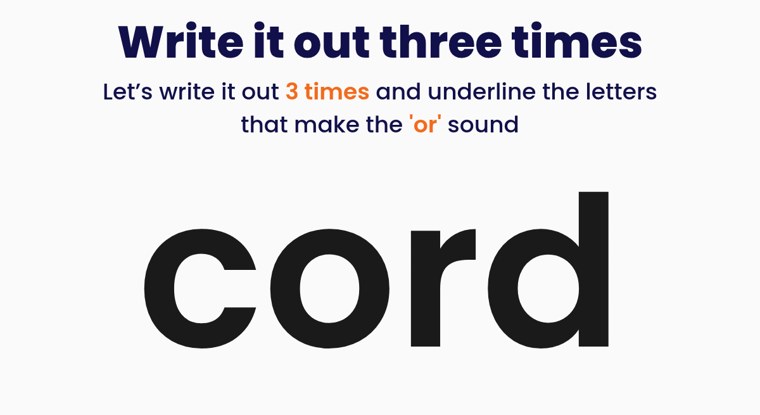 Write it out three times
Let’s write it out 3 times and underline the letters
that make the 'or' sound
cord